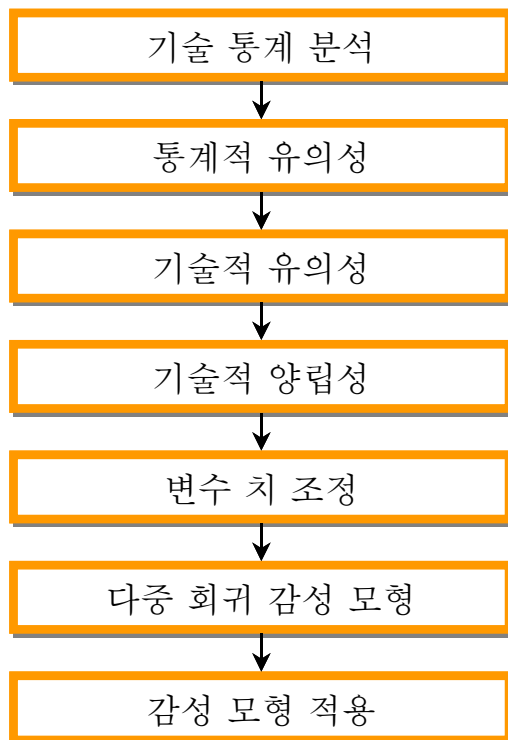 기술 통계 분석
통계적 유의성
기술적 유의성
기술적 양립성
변수 치 조정
다중 회귀 감성 모형
감성 모형 적용